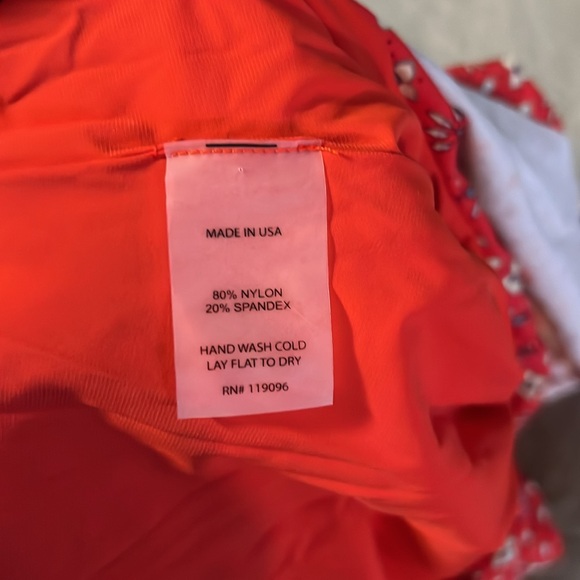 MADE IN USA
80% NYLON
20% SPANDEX
HAND WASH COLD
LAY FLAT TO DRY
RN# 119096